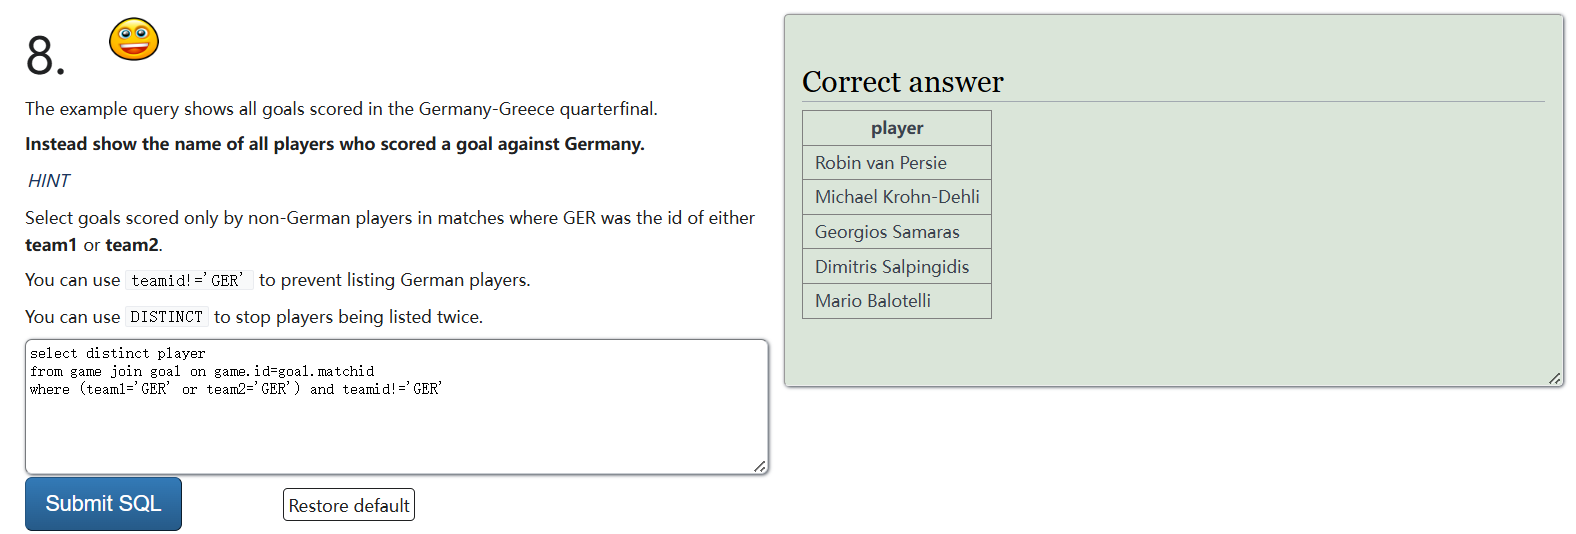 8.
The example query shows all goals scored in the Germany-Greece quarterfinal.
Instead show the name of all players who scored a goal against Germany.
HINT
Select goals scored only by non-German players in matches where GER was the id of either
team1 or team2.
You can use teamid!='GER' to prevent listing German players.
You can use DISTINCT to stop players being listed twice.
select distinct player
from game join goal on game.id=goal.matchid
where (team1='GER' or team2='GER') and teamid!='GER'
Submit SQL
Restore default
Correct answer
player
Robin van Persie
Michael Krohn-Dehli
Georgios Samaras
Dimitris Salpingidis
Mario Balotelli